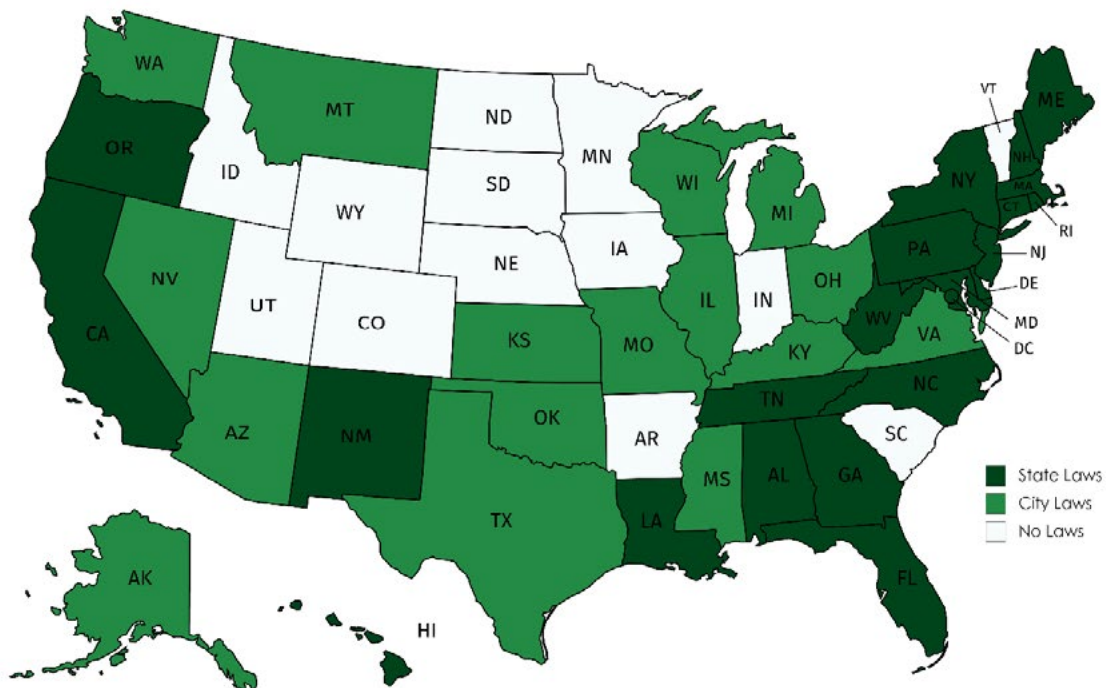 WA
MT
ND
MN
VT
ME
OR
ID
SD
WI
MI
NY
NH
MA
CT
RI
WY
NE
IA
PA
NJ
NV
UT
CO
IL
IN
OH
DE
CA
KS
MO
KY
WV
VA
MD
DC
AZ
NM
OK
AR
TN
NC
SC
TX
LA
MS
AL
GA
FL
AK
HI
State Laws
City Laws
No Laws